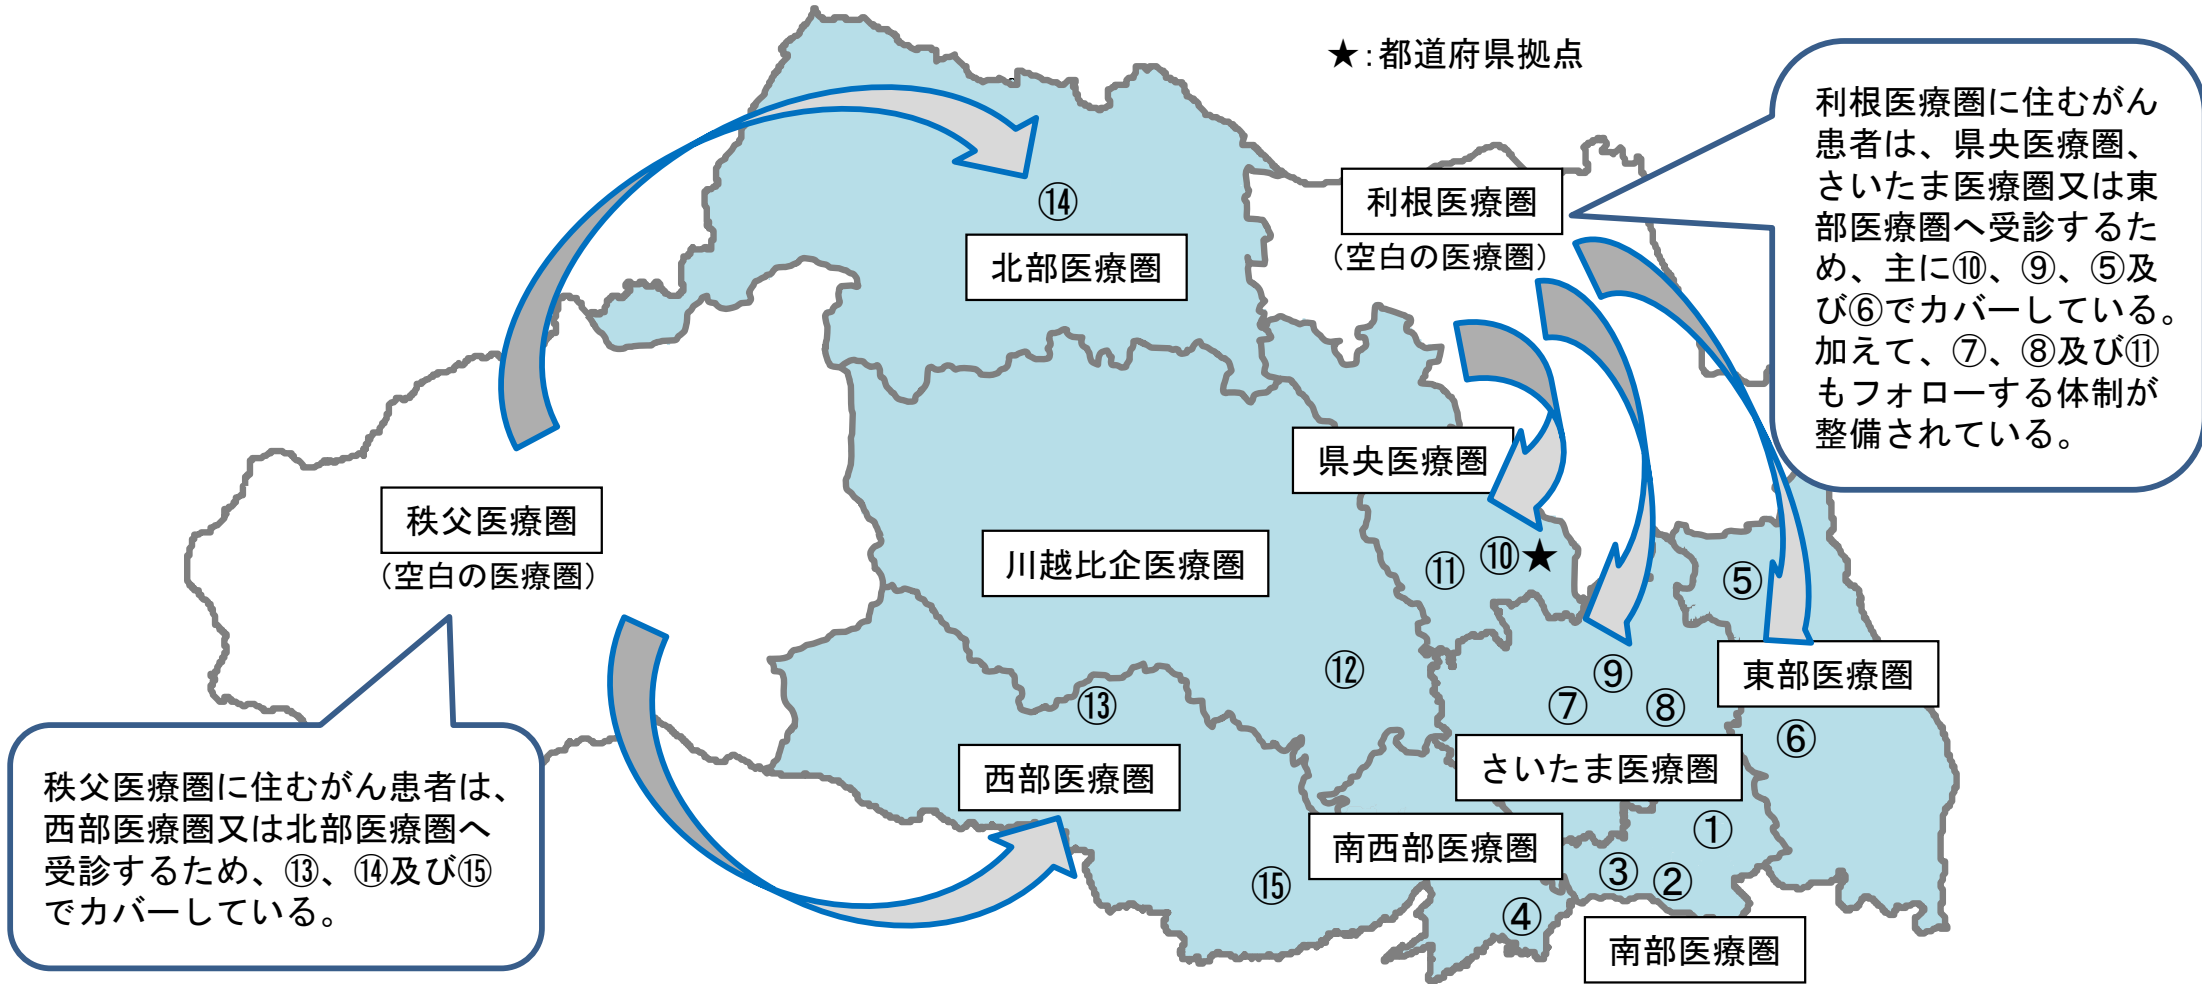 ★：都道府県拠点
利根医療圏に住むがん
患者は、県央医療圏、
さいたま医療圏又は東
部医療圏へ受診するた
め、主に⑩、⑨、⑤及
び⑥でカバーしている。
加えて、⑦、⑧及び⑪
もフォローする体制が
整備されている。
利根医療圏
（空白の医療圏）
⑭
北部医療圏
県央医療圏
秩父医療圏
（空白の医療圏）
川越比企医療圏
⑪
⑩★
⑤
東部医療圏
⑫
⑨
⑬
⑦
⑧
⑥
西部医療圏
さいたま医療圏
秩父医療圏に住むがん患者は、
西部医療圏又は北部医療圏へ
受診するため、⑬、⑭及び⑮
でカバーしている。
南西部医療圏
①
⑮
③
②
④
南部医療圏